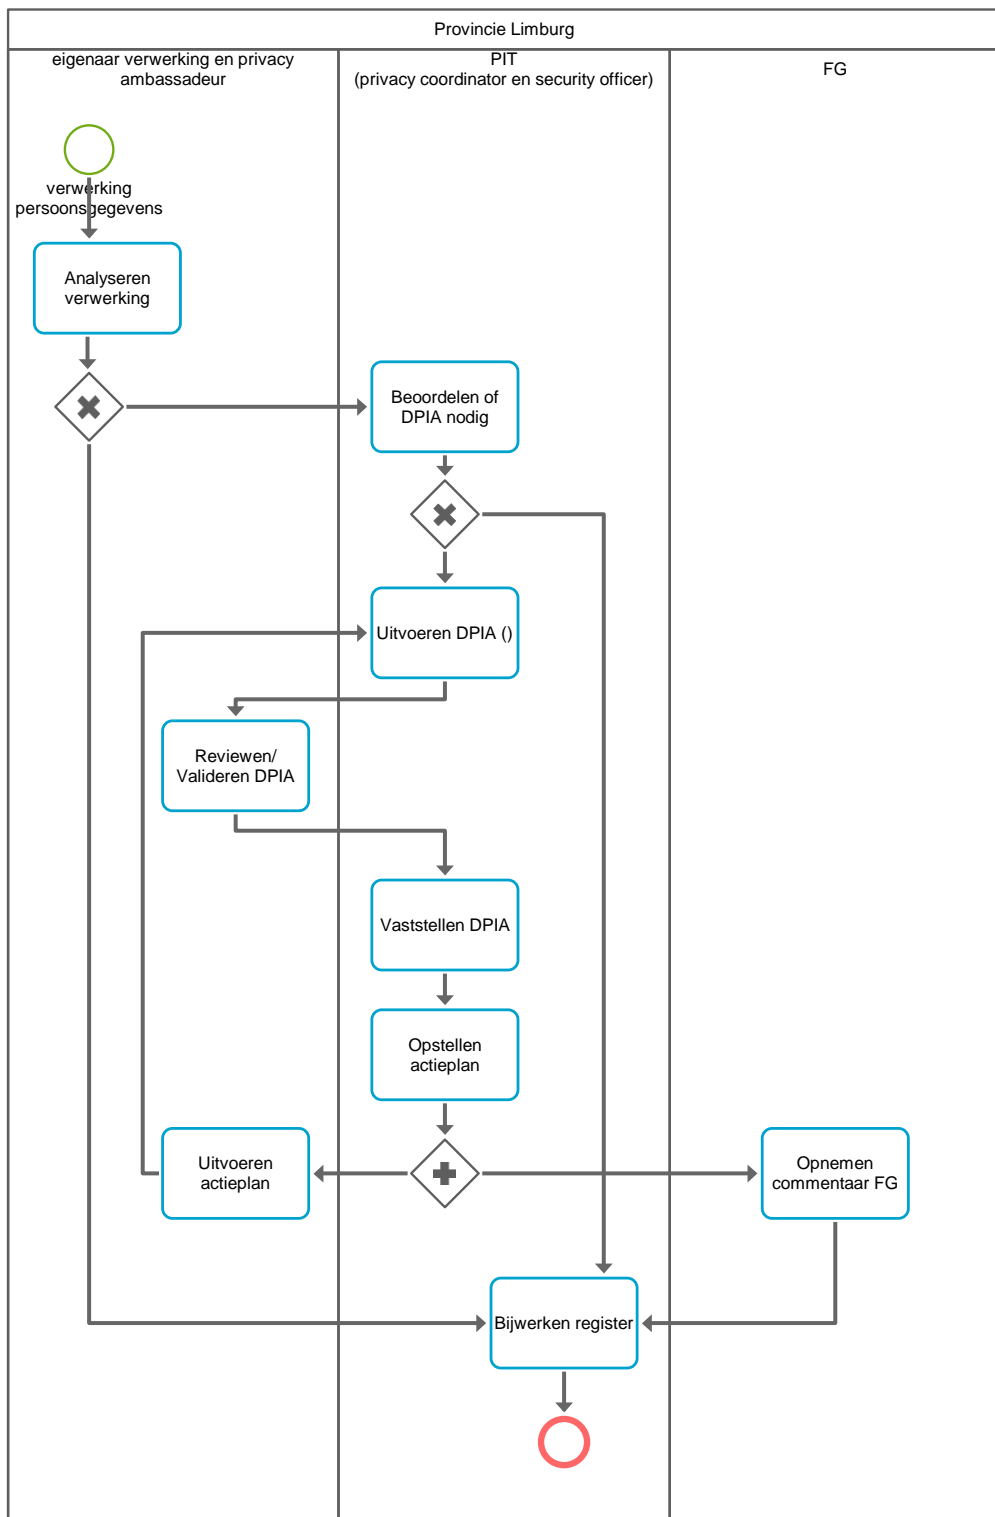 Provincie Limburg
eigenaar verwerking en privacy
ambassadeur
PIT
(privacy coordinator en security officer)
FG
verwerking
persoonsgegevens
Analyseren
verwerking
Beoordelen of
DPIA nodig
Uitvoeren DPIA ()
Reviewen/
Valideren DPIA
Vaststellen DPIA
Opstellen
actieplan
Uitvoeren
actieplan
Opnemen
commentaar FG
Bijwerken register